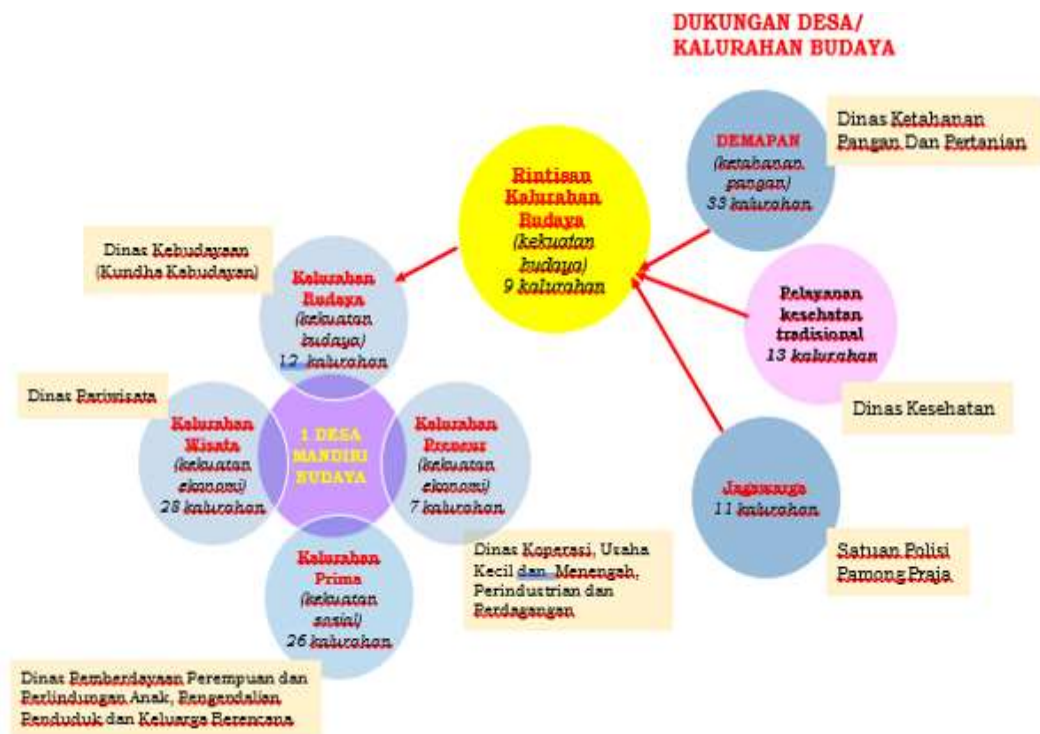 DUKUNGAN DESA/
KALURAHAN BUDAYA
DEMAPAN
(ketahanan
pangan)
33 kalurahan
Dinas Ketahanan
Pangan Dan Pertanian
Rintisan
Kalurahan
Budaya
(kekuatan
budaya)
9 kalurahan
Dinas Kebudayaan
(Kundha Kabudayan)
Kalurahan
Budaya
(kekuatan
budaya)
12 kalurahan
Pelayanan
kesehatan
tradisional
13 kalurahan
Dinas Kesehatan
Dinas Pariwisata
Kalurahan
Wisata
(kekuatan
ekonomi)
28 kalurahan
1 DESA
MANDIRI
BUDAYA
Kalurahan
Preneur
(kekuatan
ekonomi)
7 kalurahan
Jagawarga
11 kalurahan
Satuan Polisi
Pamong Praja
Kalurahan
Prima
(kekuatan
sosial)
26 kalurahan
Dinas Koperasi, Usaha
Kecil dan Menengah,
Perindustrian dan
Perdagangan
Dinas Pemberdayaan Perempuan dan
Perlindungan Anak, Pengendalian
Penduduk dan Keluarga Berencana